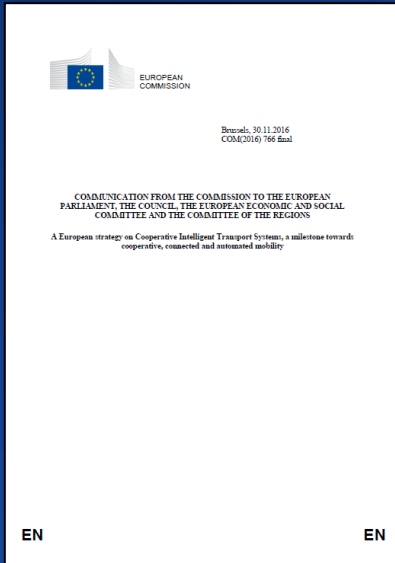 EUROPEAN
COMMISSION
Brussels, 30.11.2016
COM(2016) 766 final
COMMUNICATION FROM THE COMMISSION TO THE EUROPEAN
PARLIAMENT, THE COUNCIL, THE EUROPEAN ECONOMIC AND SOCIAL
COMMITTEE AND THE COMMITTEE OF THE REGIONS
A European strategy on Cooperative Intelligent Transport Systems, a milestone towards
cooperative, connected and automated mobility
EN EN